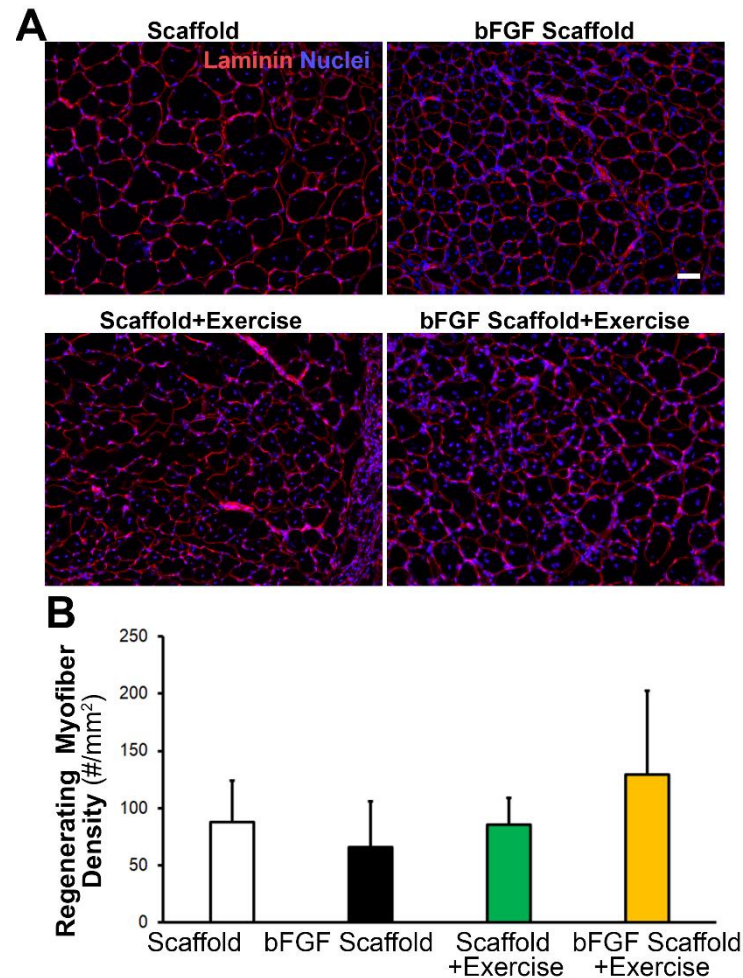 A
Scaffold
bFGF Scaffold
Laminin Nuclei
Scaffold+Exercise
bFGF Scaffold+Exercise
B
Regenerating Myofiber
Density (#/mm²)
250
200
150
100
50
0
Scaffold
bFGF Scaffold
Scaffold
+Exercise
bFGF Scaffold
+Exercise